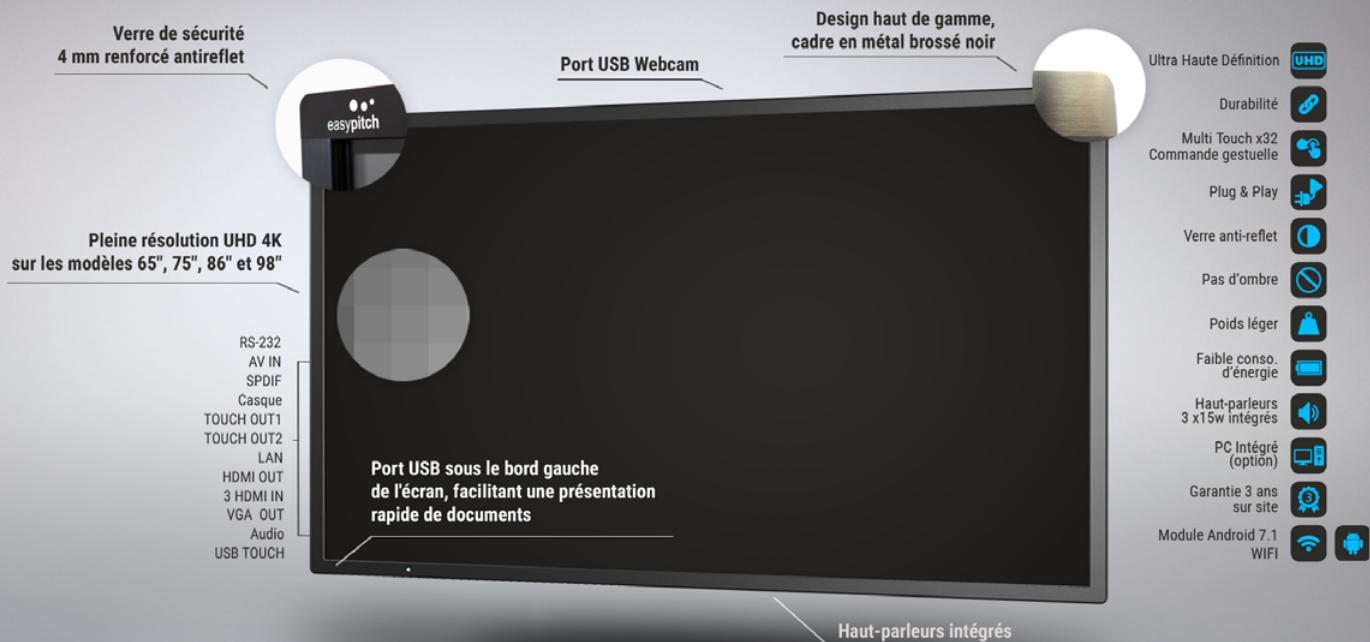 Verre de sécurité
4 mm renforcé antireflet
Port USB Webcam
Design haut de gamme,
cadre en métal brossé noir
easypitch
Pleine résolution UHD 4K
sur les modèles 65", 75", 86" et 98"
RS-232
AV IN
SPDIF
Casque
TOUCH OUT1
TOUCH OUT2
LAN
HDMI OUT
3 HDMI IN
VGA OUT
Audio
USB TOUCH
Port USB sous le bord gauche
de l'écran, facilitant une présentation
rapide de documents
Haut-parleurs intégrés
Ultra Haute Définition
UHD
Durabilité
Multi Touch x32
Commande gestuelle
Plug & Play
Verre anti-reflet
Pas d'ombre
Poids léger
Faible conso.
d'énergie
Haut-parleurs
3 x15w intégrés
PC Intégré
(option)
Garantie 3 ans
sur site
3
Module Android 7.1
WIFI